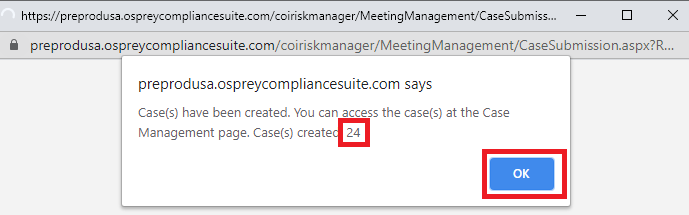 https://preprodusa.ospreycompliancesuite.com/coiriskmanager/MeetingManagement/CaseSubmiss...
preprodusa.ospreycompliancesuite.com/coiriskmanager/MeetingManagement/CaseSubmission.aspx?R...
preprodusa.ospreycompliancesuite.com says
Case(s) have been created. You can access the case(s) at the Case
Management page. Case(s) created 24
OK